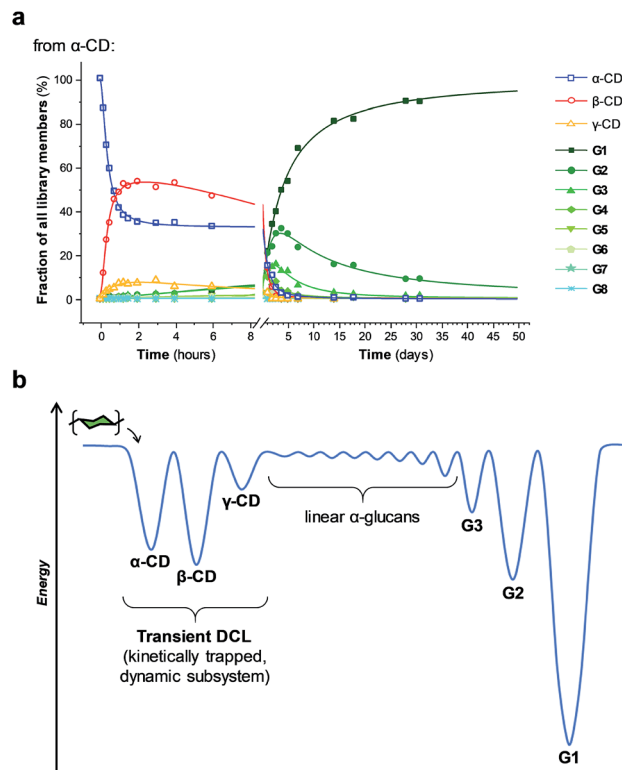 a
from α-CD:
Fraction of all library members (%)
100
80
60
40
20
0
0 2 4 6 8 5 10 15 20 25 30 35 40 45 50
Time (hours) Time (days)
α-CD
β-CD
γ-CD
G1
G2
G3
G4
G5
G6
G7
G8
b
Energy
α-CD
β-CD
γ-CD
linear α-glucans
G3
G2
G1
Transient DCL
(kinetically trapped,
dynamic subsystem)